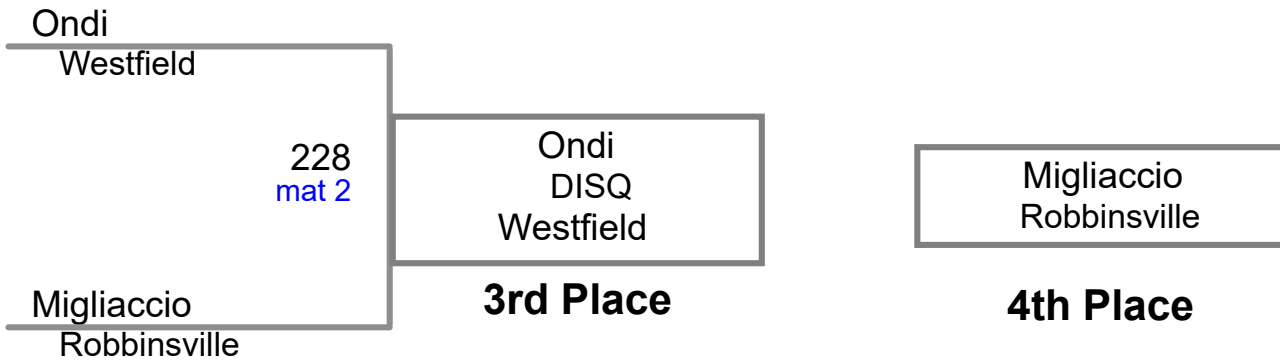 Ondi
Westfield
228
mat 2
Migliaccio
Robbinsville
Ondi
DISQ
Westfield
3rd Place
Migliaccio
Robbinsville
4th Place